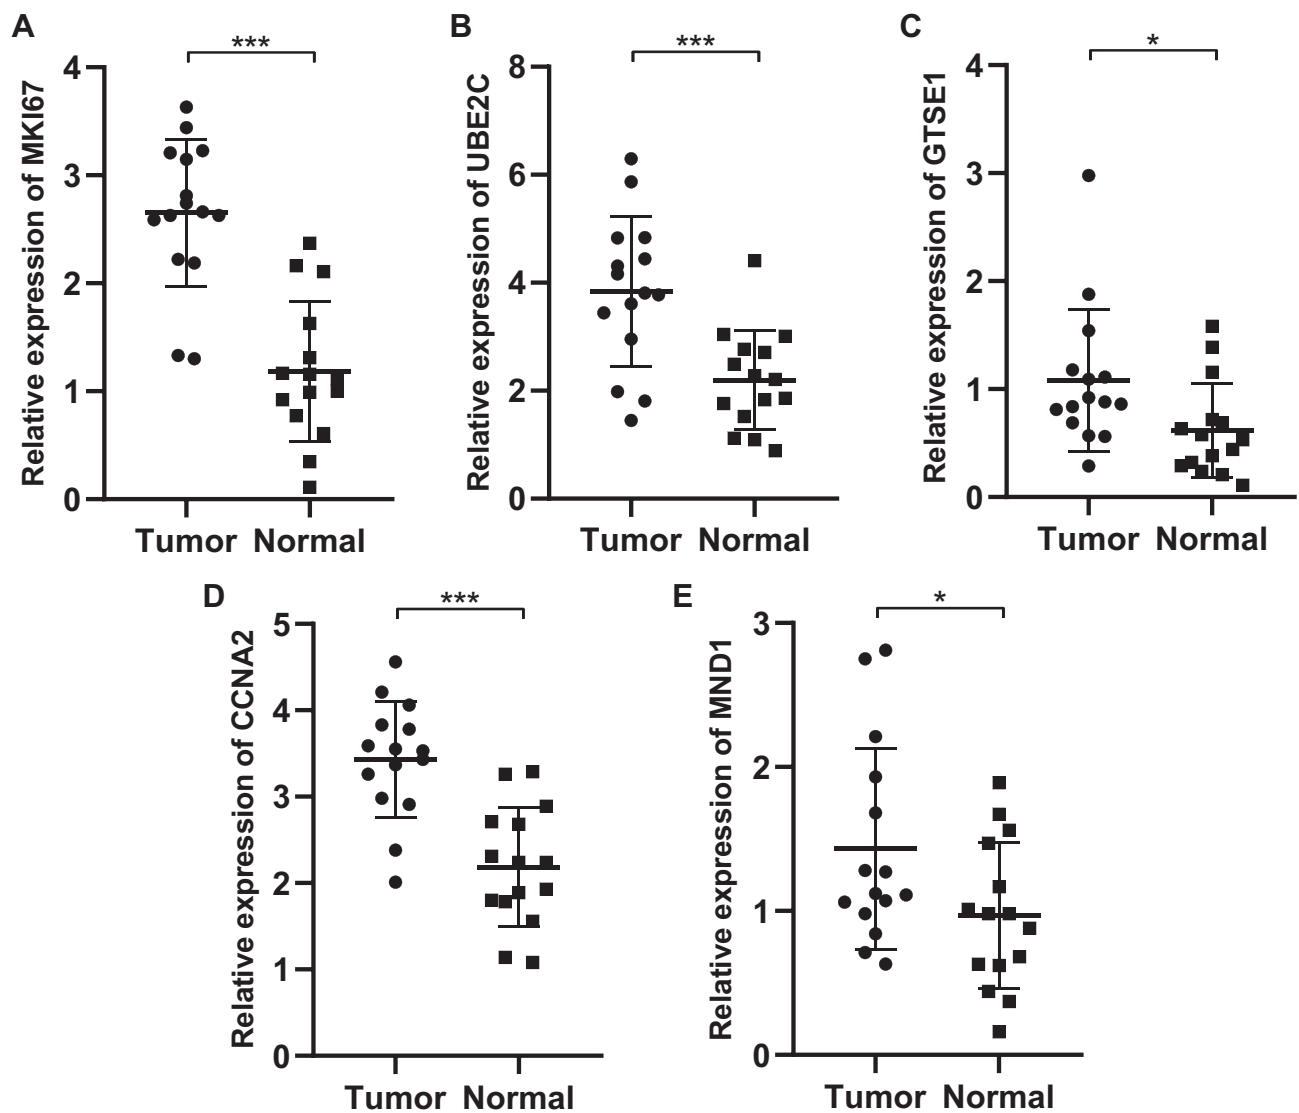 A
***
Relative expression of MKI67
4
3
2
1
0
Tumor Normal
B
***
Relative expression of UBE2C
8
6
4
2
0
Tumor Normal
C
*
Relative expression of GTSE1
4
3
2
1
0
Tumor Normal
D
***
Relative expression of CCNA2
5
4
3
2
1
0
Tumor Normal
E
*
Relative expression of MND1
3
2
1
0
Tumor Normal